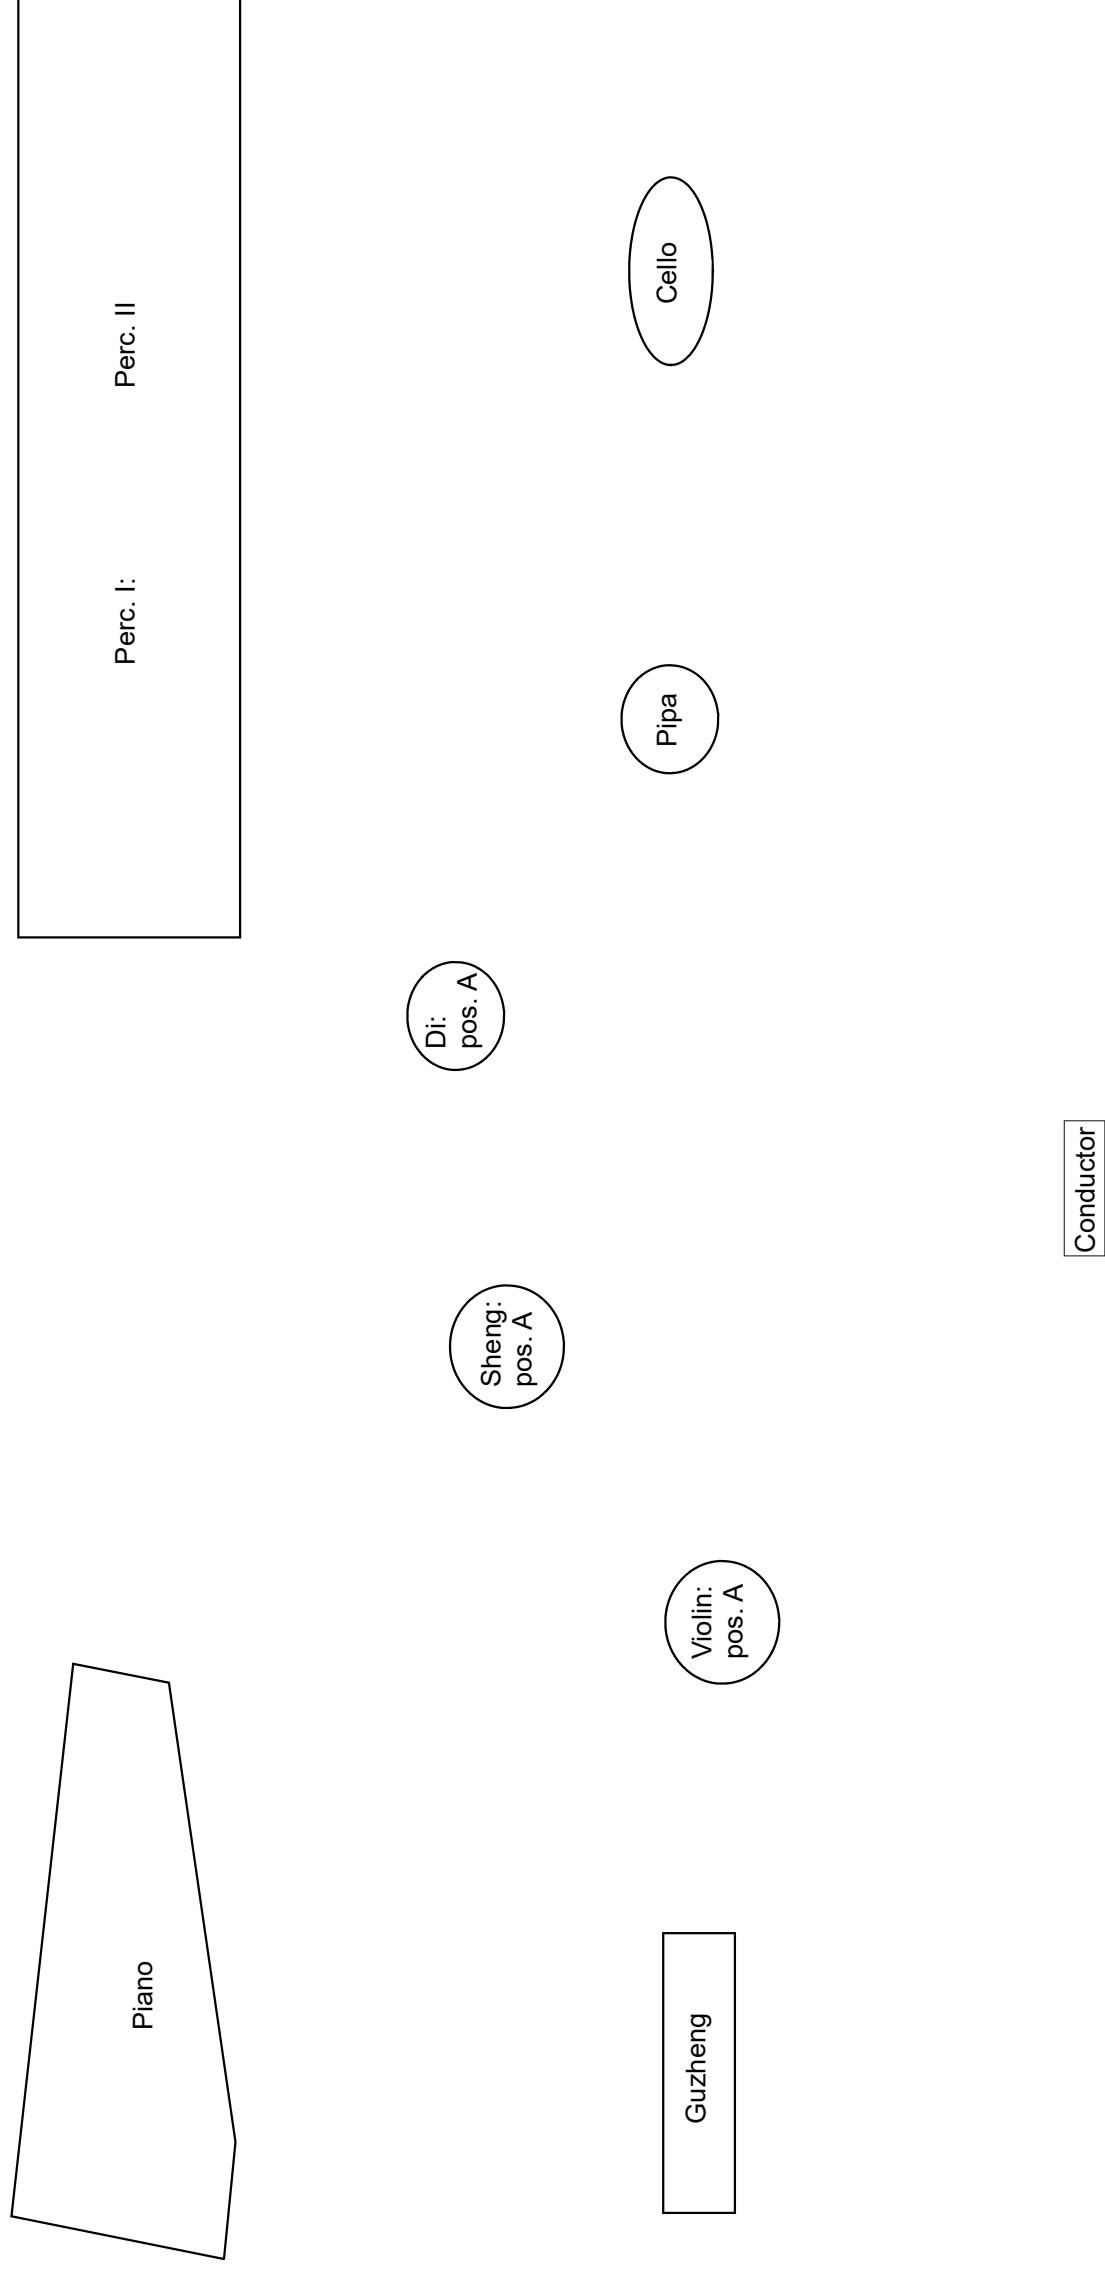 Piano
Perc. I:
Perc. II
Di:
pos. A
Sheng:
pos. A
Guzheng
Violin:
pos. A
Pipa
Cello
Conductor